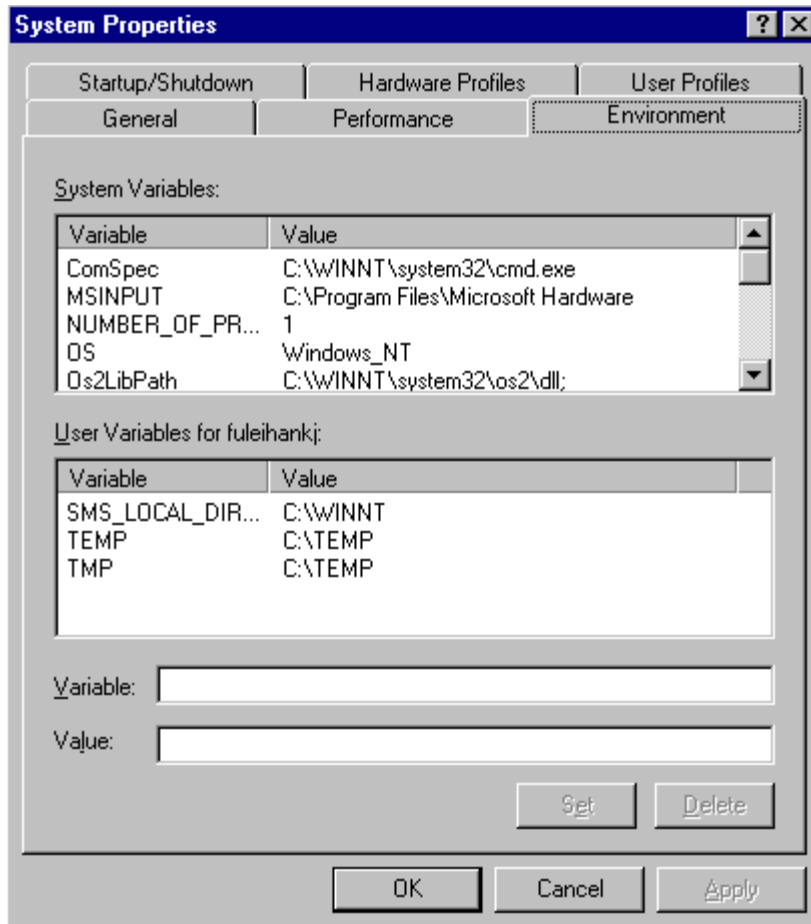 System Properties
Startup/Shutdown Hardware Profiles User Profiles
General Performance Environment
System Variables:
Variable Value
ComSpec C:\WINNT\system32\cmd.exe
MSINPUT C:\Program Files\Microsoft Hardware
NUMBER_OF_PR... 1
OS Windows_NT
Os2LibPath C:\WINNT\system32\os2\dll;
User Variables for fuleihankj:
Variable Value
SMS_LOCAL_DIR... C:\WINNT
TEMP C:\TEMP
TMP C:\TEMP
Variable:
Value:
Set Delete
OK Cancel Apply